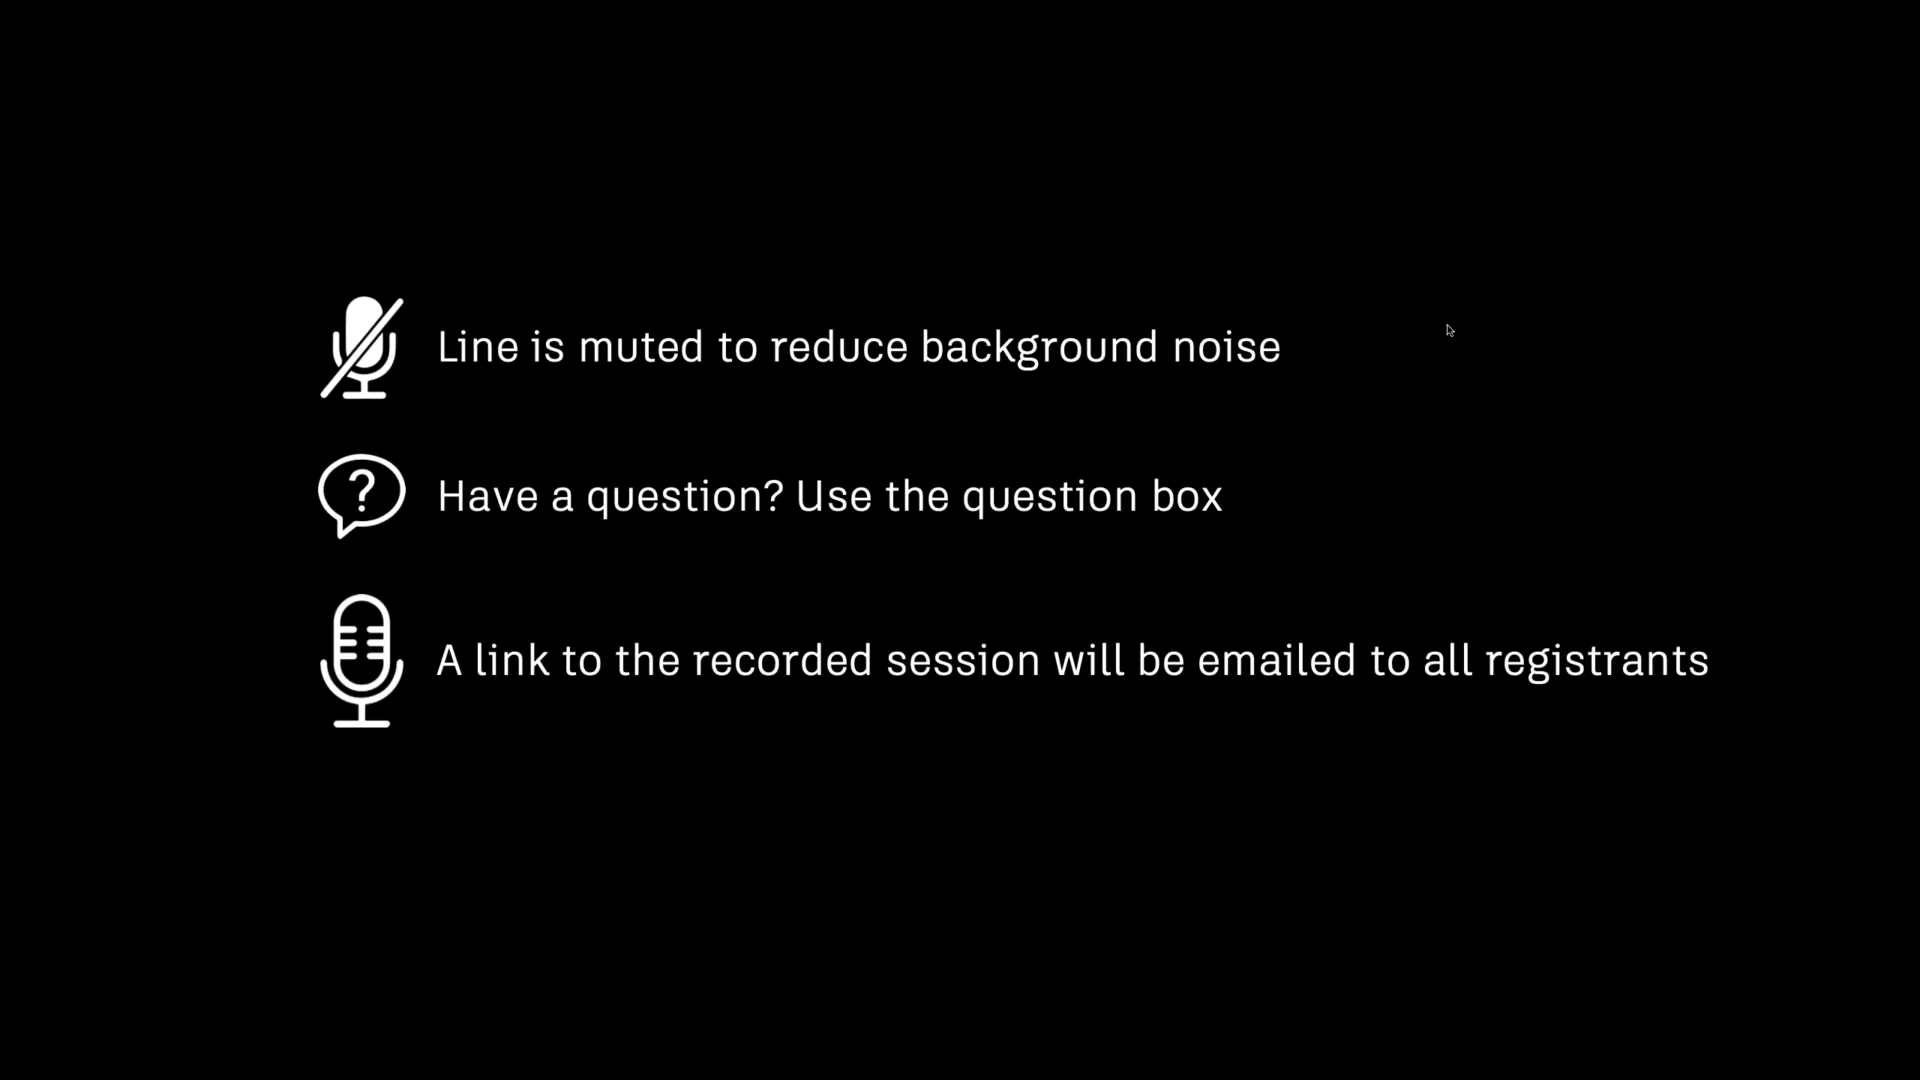 Line is muted to reduce background noise
Have a question? Use the question box
A link to the recorded session will be emailed to all registrants